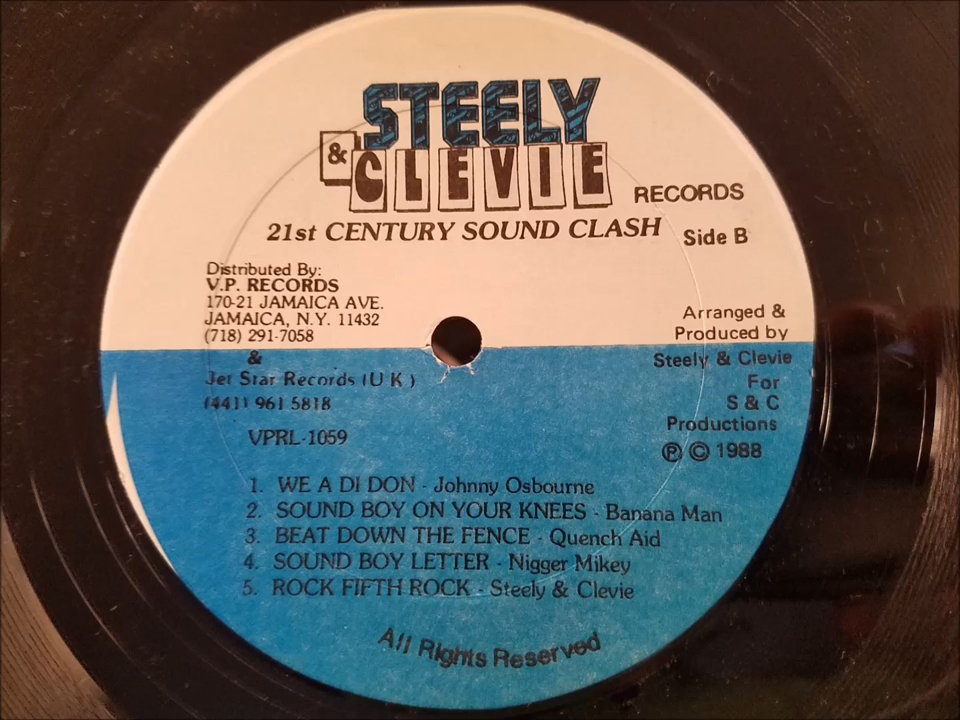 STEELY
& CLEVIE
RECORDS
21st CENTURY SOUND CLASH
Side B
Distributed By:
V.P. RECORDS
170-21 JAMAICA AVE.
JAMAICA, N.Y. 11432
(718) 291-7058
&
Jet Star Records (U K )
(441) 961 5818
VPRL-1059
Arranged &
Produced by
Steely & Clevie
For
S & C
Productions
Ⓟ © 1988
1. WE A DI DON - Johnny Osbourne
2. SOUND BOY ON YOUR KNEES - Banana Man
3. BEAT DOWN THE FENCE - Quench Aid
4. SOUND BOY LETTER - Nigger Mikey
5. ROCK FIFTH ROCK - Steely & Clevie
All Rights Reserved